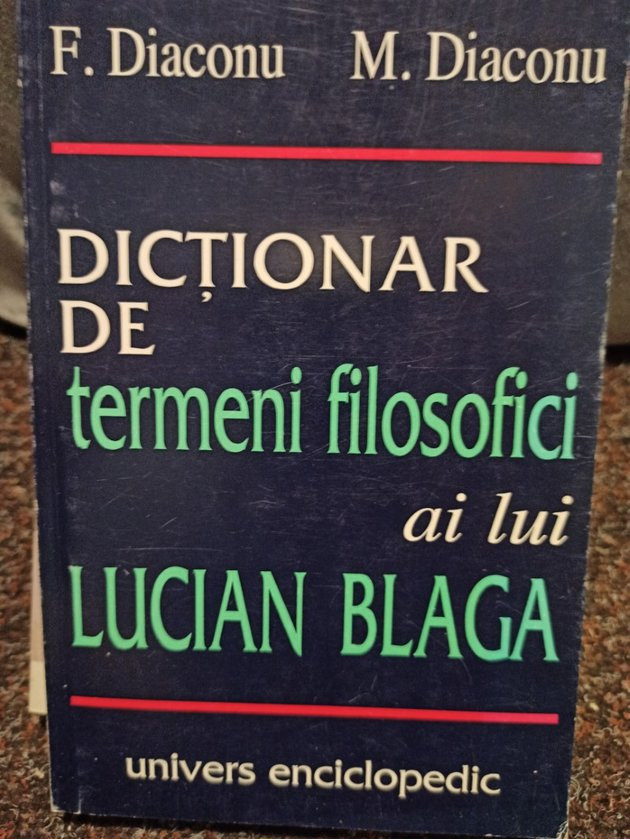 F. Diaconu M. Diaconu
DICȚIONAR
DE
termeni filosofici
ai lui
LUCIAN BLAGA
univers enciclopedic